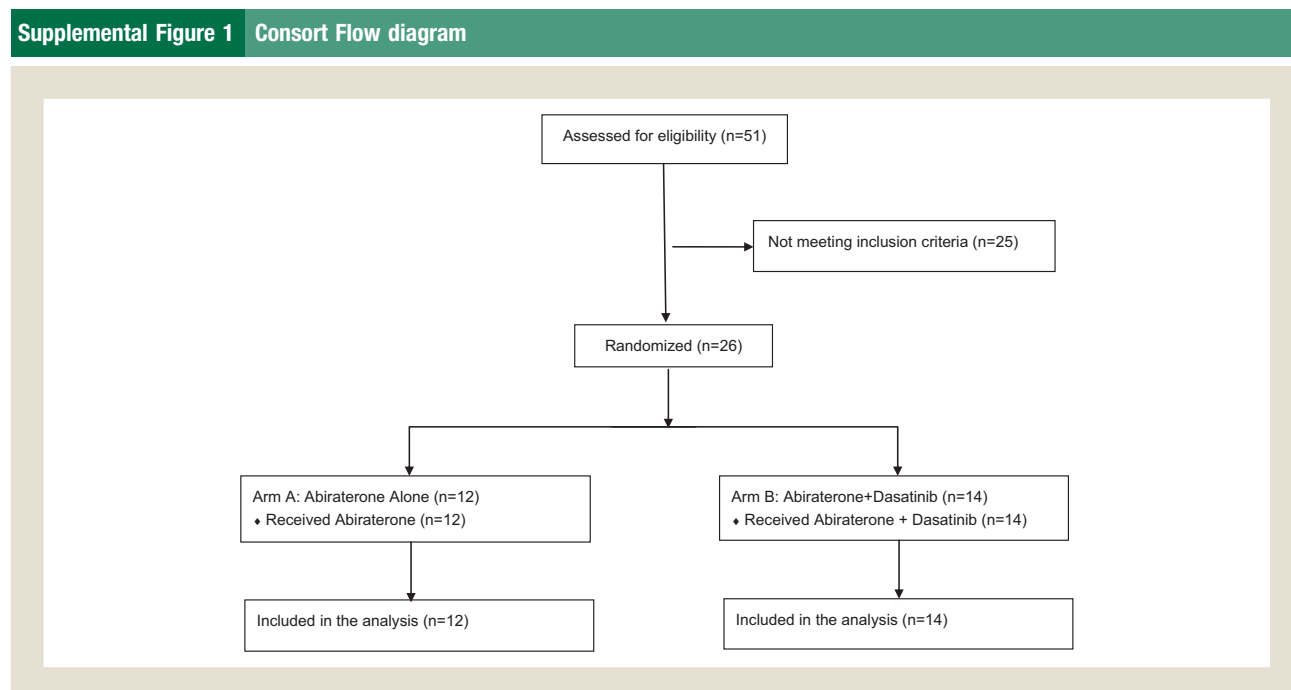 Supplemental Figure 1 Consort Flow diagram
Assessed for eligibility (n=51)
Not meeting inclusion criteria (n=25)
Randomized (n=26)
Arm A: Abiraterone Alone (n=12)
♦ Received Abiraterone (n=12)
Arm B: Abiraterone+Dasatinib (n=14)
♦ Received Abiraterone + Dasatinib (n=14)
Included in the analysis (n=12)
Included in the analysis (n=14)